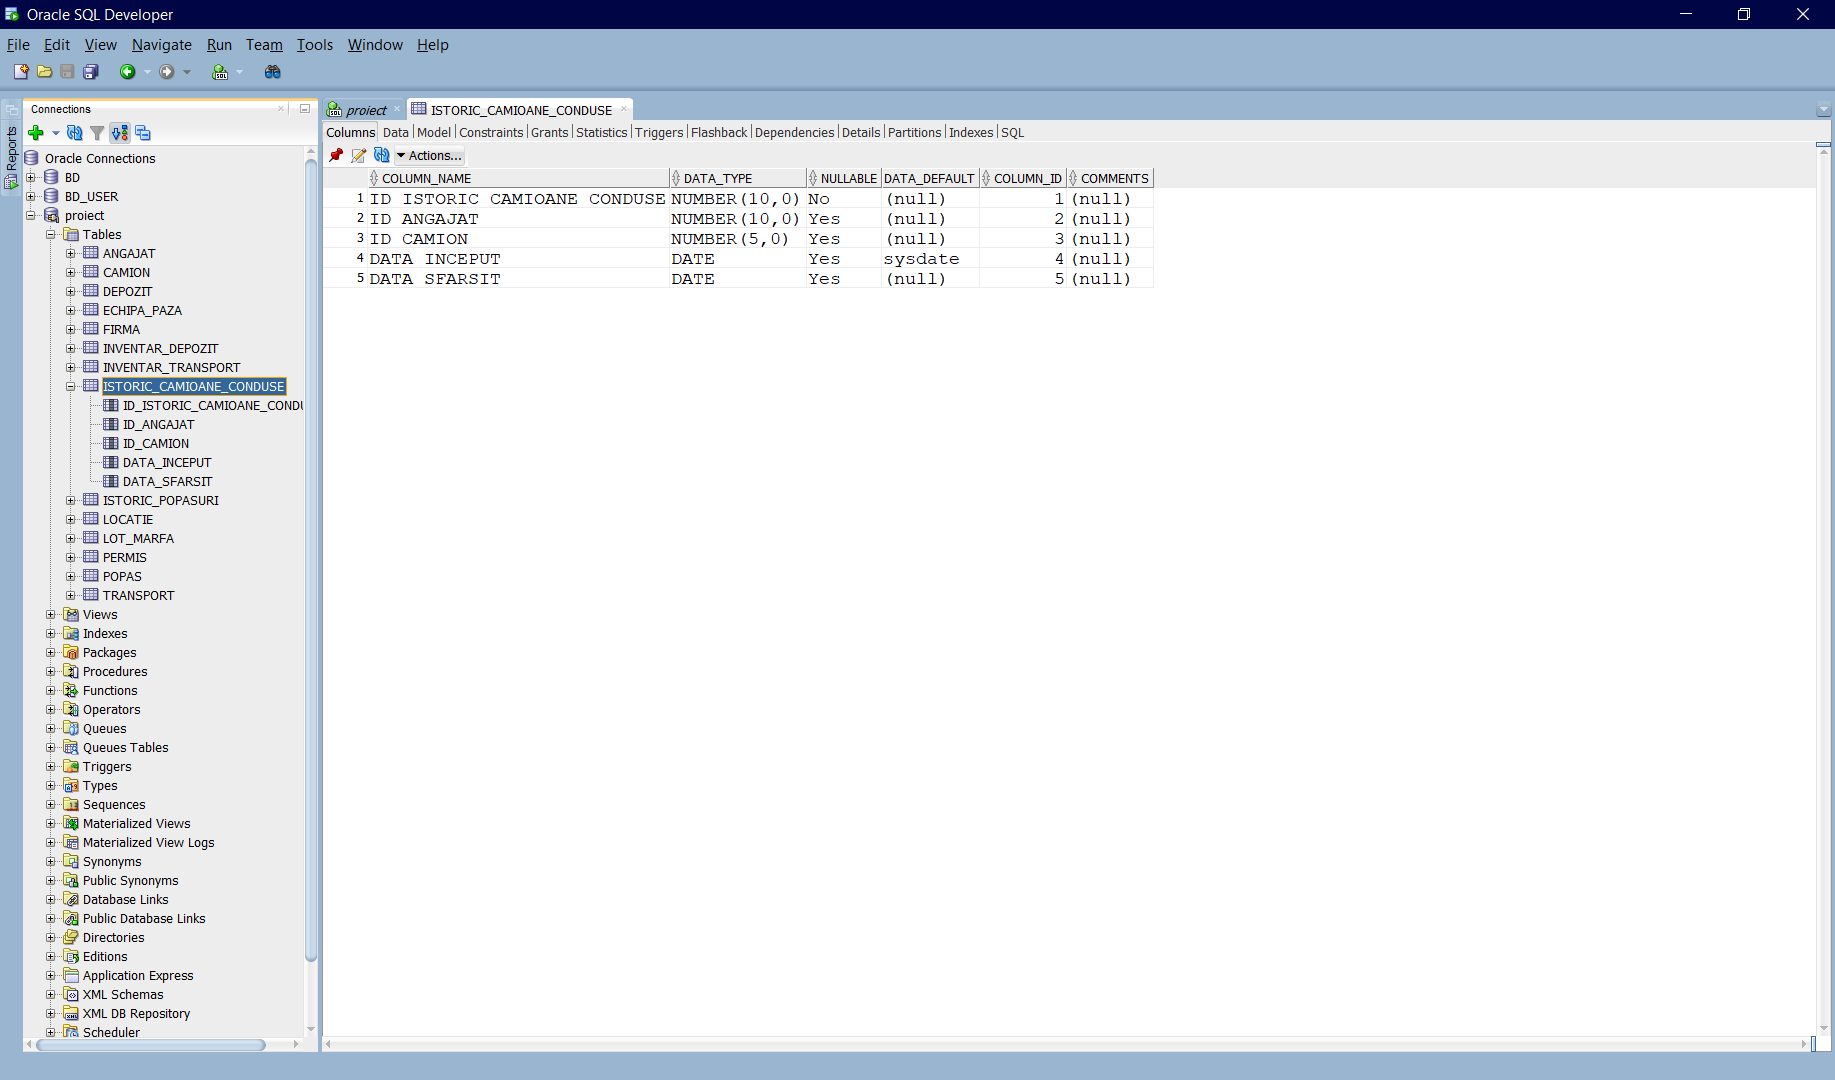 Oracle SQL Developer
File Edit View Navigate Run Team Tools Window Help
Reports
Connections
Oracle Connections
BD
BD_USER
proiect
Tables
ANGAJAT
CAMION
DEPOZIT
ECHIPA_PAZA
FIRMA
INVENTAR_DEPOZIT
INVENTAR_TRANSPORT
ISTORIC_CAMIOANE_CONDUSE
ID_ISTORIC_CAMIOANE_CONDU
ID_ANGAJAT
ID_CAMION
DATA_INCEPUT
DATA_SFARSIT
ISTORIC_POPASURI
LOCATIE
LOT_MARFA
PERMIS
POPAS
TRANSPORT
Views
Indexes
Packages
Procedures
Functions
Operators
Queues
Queues Tables
Triggers
Types
Sequences
Materialized Views
Materialized View Logs
Synonyms
Public Synonyms
Database Links
Public Database Links
Directories
Editions
Application Express
XML Schemas
XML DB Repository
Scheduler
proiect ISTORIC_CAMIOANE_CONDUSE
Columns Data Model Constraints Grants Statistics Triggers Flashback Dependencies Details Partitions Indexes SQL
Actions...
COLUMN_NAME DATA_TYPE NULLABLE DATA_DEFAULT COLUMN_ID COMMENTS
1 ID_ISTORIC_CAMIOANE_CONDUSE NUMBER(10,0) No (null) 1 (null)
2 ID_ANGAJAT NUMBER(10,0) Yes (null) 2 (null)
3 ID_CAMION NUMBER(5,0) Yes (null) 3 (null)
4 DATA_INCEPUT DATE Yes sysdate 4 (null)
5 DATA_SFARSIT DATE Yes (null) 5 (null)